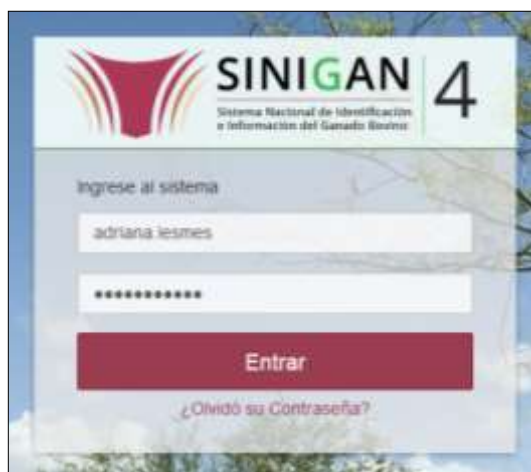 SINIGAN 4
Sistema Nacional de Identificación
e Información del Ganado Bovino
Ingrese al sistema
adriana lesmes
●●●●●●●●●●●
Entrar
¿Olvidó su Contraseña?